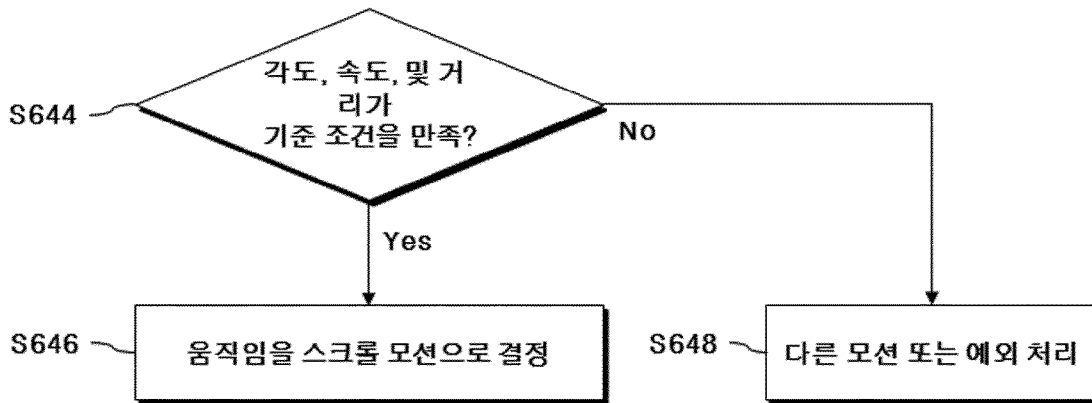 각도, 속도, 및 거
리가
기준 조건을 만족?
S644
No
Yes
S646
움직임을 스크롤 모션으로 결정
S648
다른 모션 또는 예외 처리